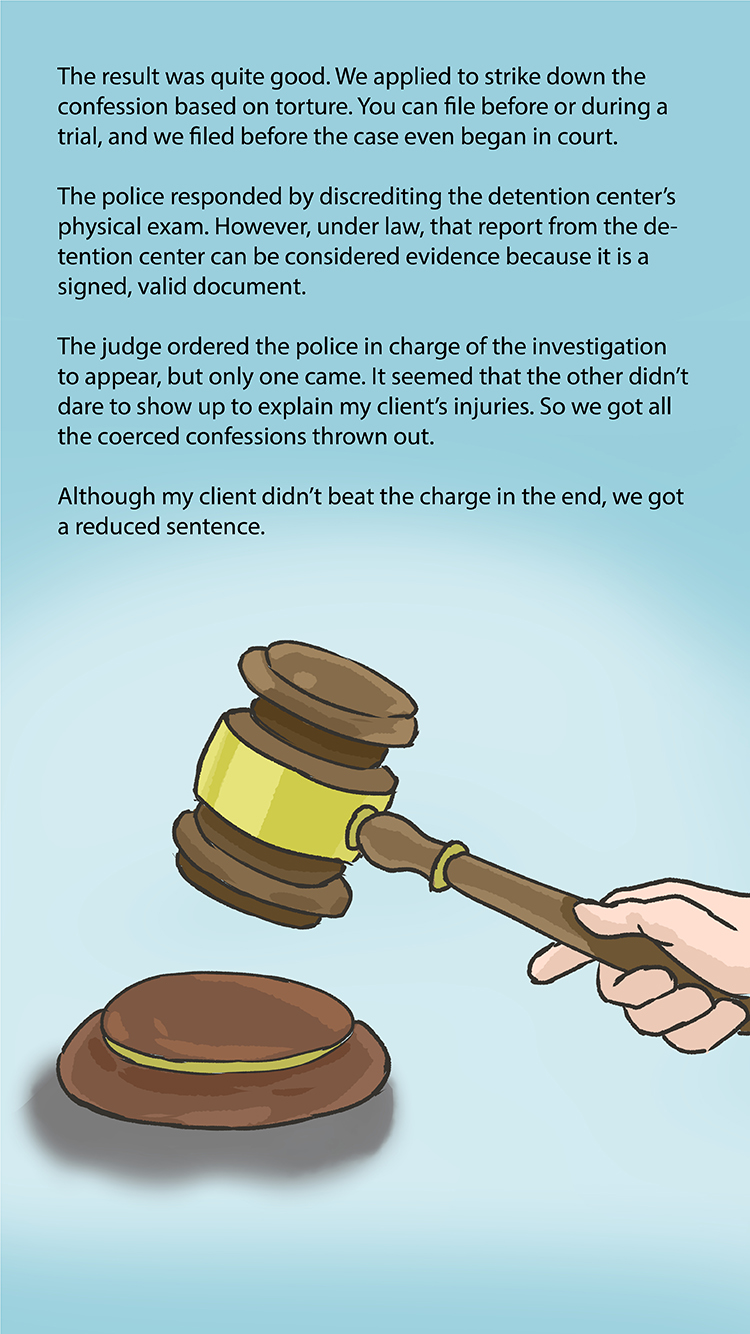 The result was quite good. We applied to strike down the
confession based on torture. You can file before or during a
trial, and we filed before the case even began in court.
The police responded by discrediting the detention center’s
physical exam. However, under law, that report from the de-
tention center can be considered evidence because it is a
signed, valid document.
The judge ordered the police in charge of the investigation
to appear, but only one came. It seemed that the other didn’t
dare to show up to explain my client’s injuries. So we got all
the coerced confessions thrown out.
Although my client didn’t beat the charge in the end, we got
a reduced sentence.